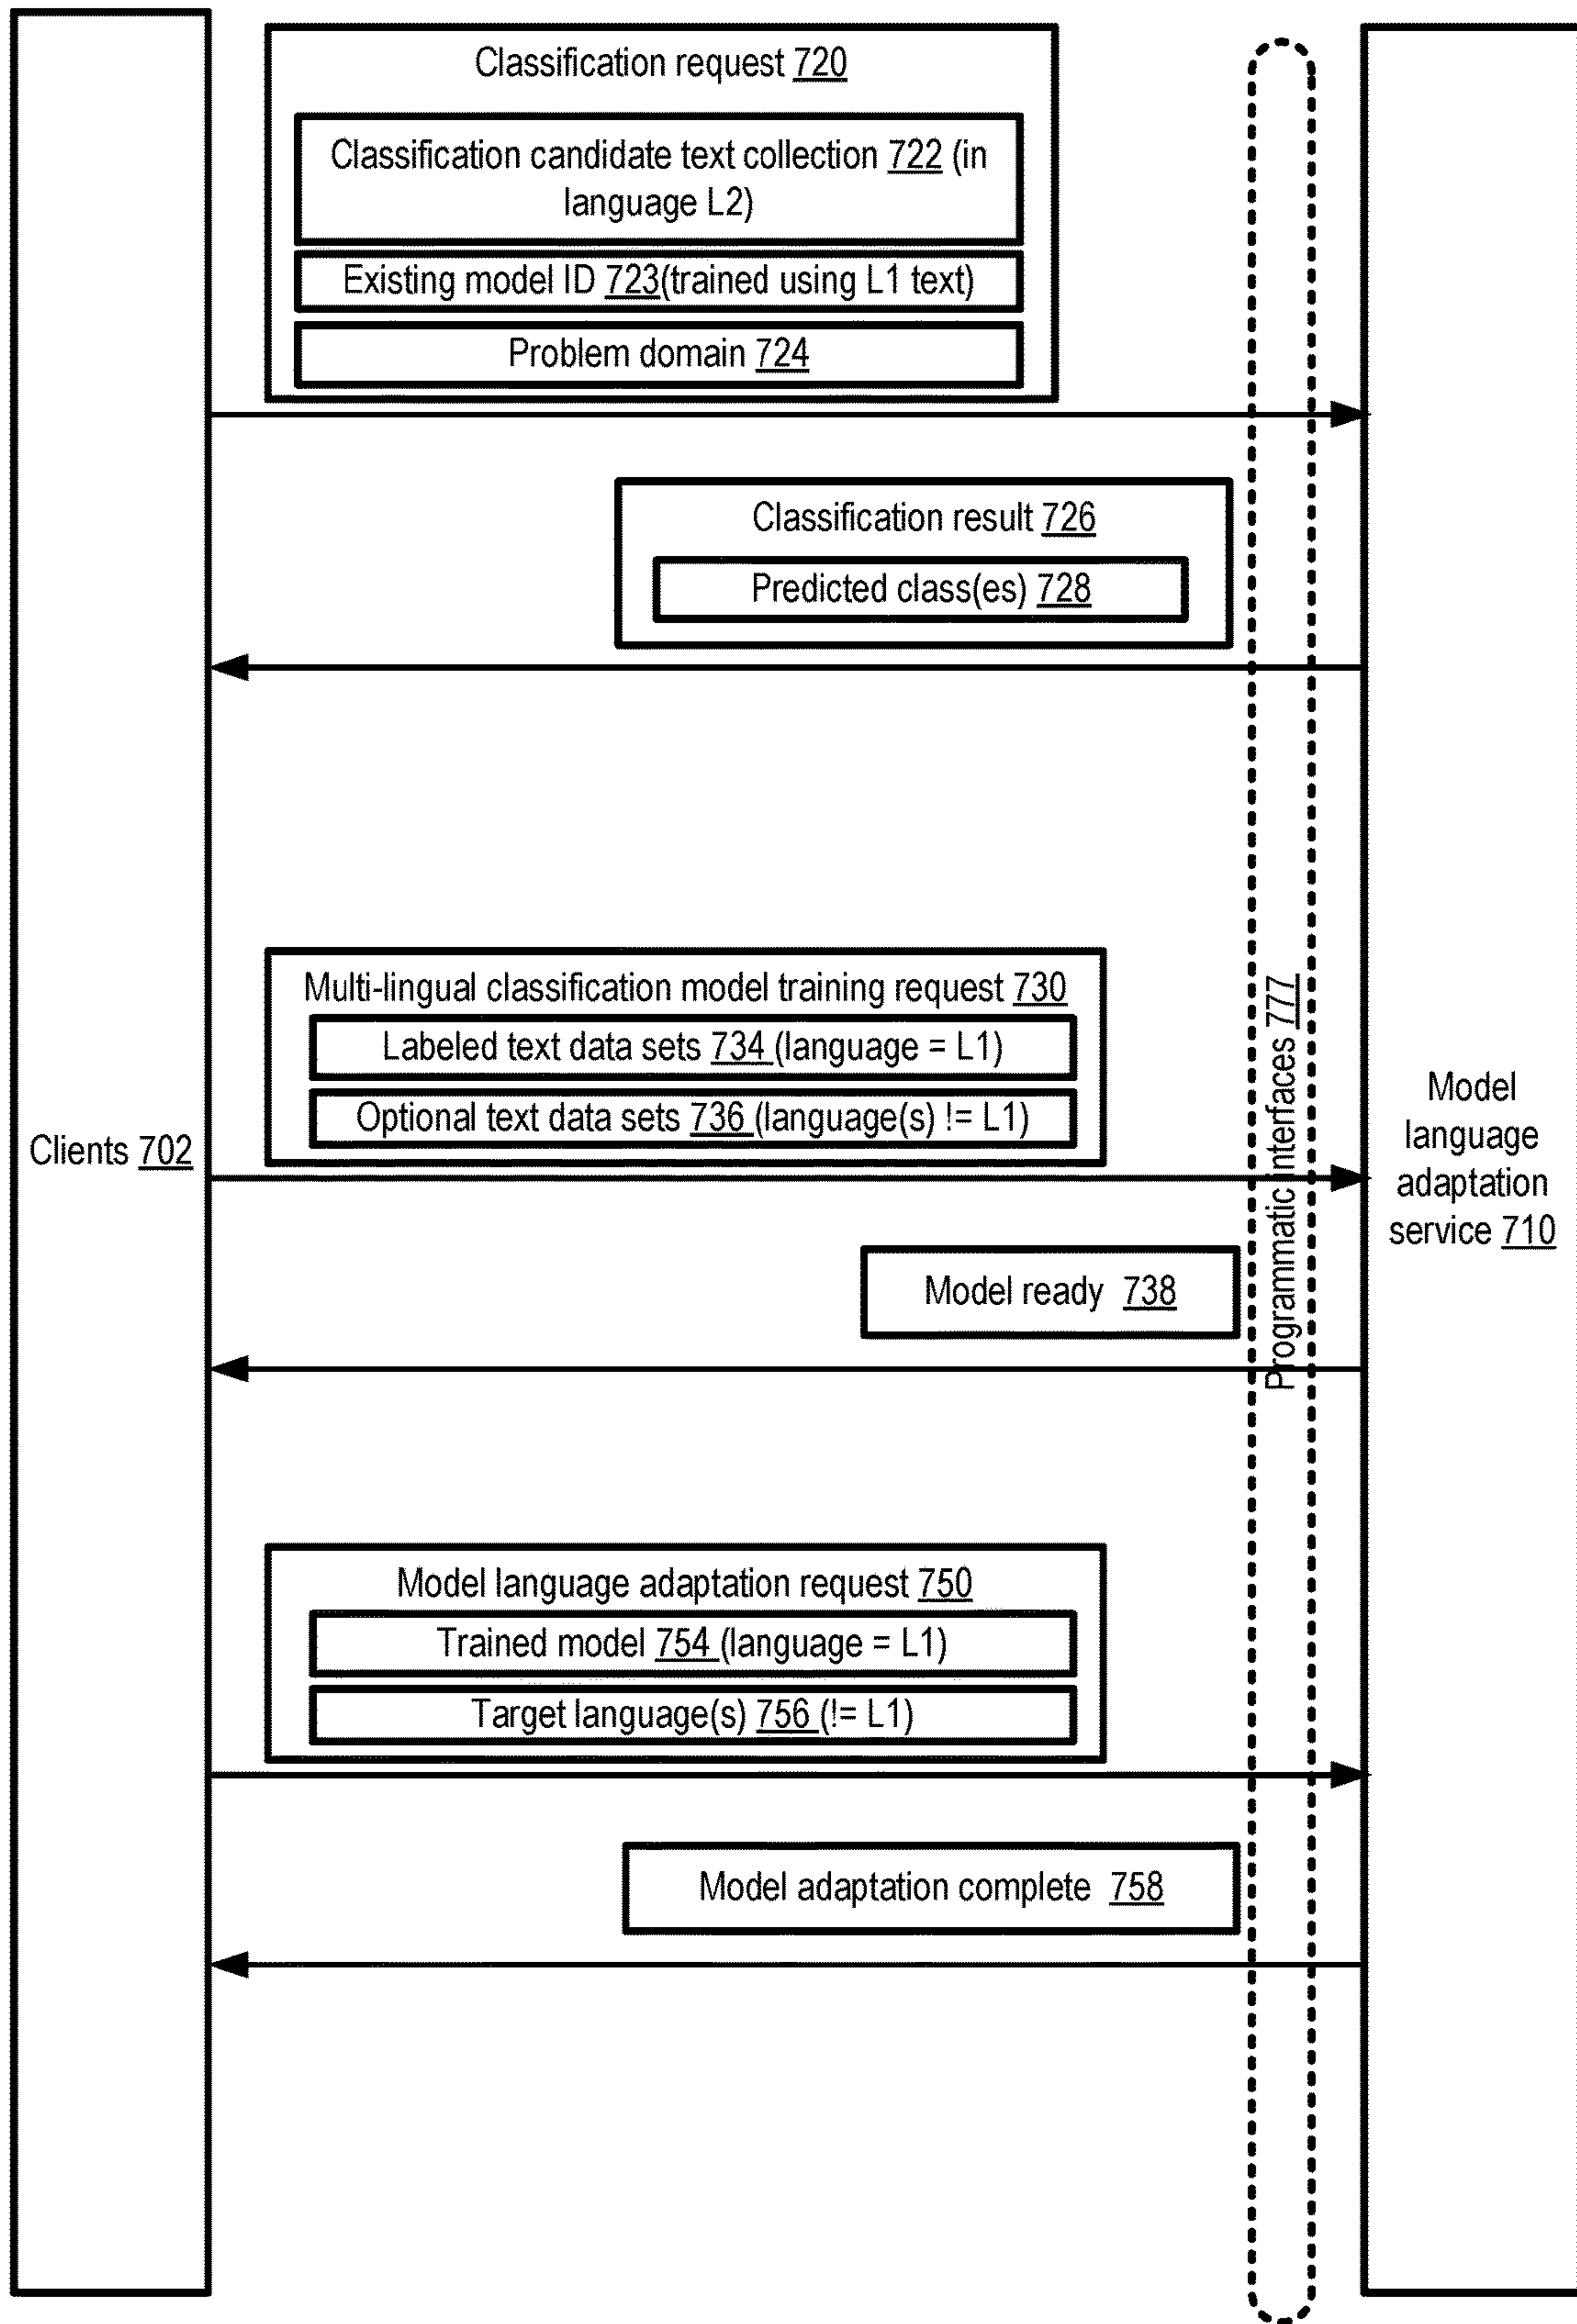 Classification request 720
Classification candidate text collection 722 (in
language L2)
Existing model ID 723(trained using L1 text)
Problem domain 724
Classification result 726
Predicted class(es) 728
Multi-lingual classification model training request 730
Labeled text data sets 734 (language = L1)
Optional text data sets 736 (language(s) != L1)
Clients 702
Programmatic interfaces 777
Model
language
adaptation
service 710
Model ready 738
Model language adaptation request 750
Trained model 754 (language = L1)
Target language(s) 756 (!= L1)
Model adaptation complete 758